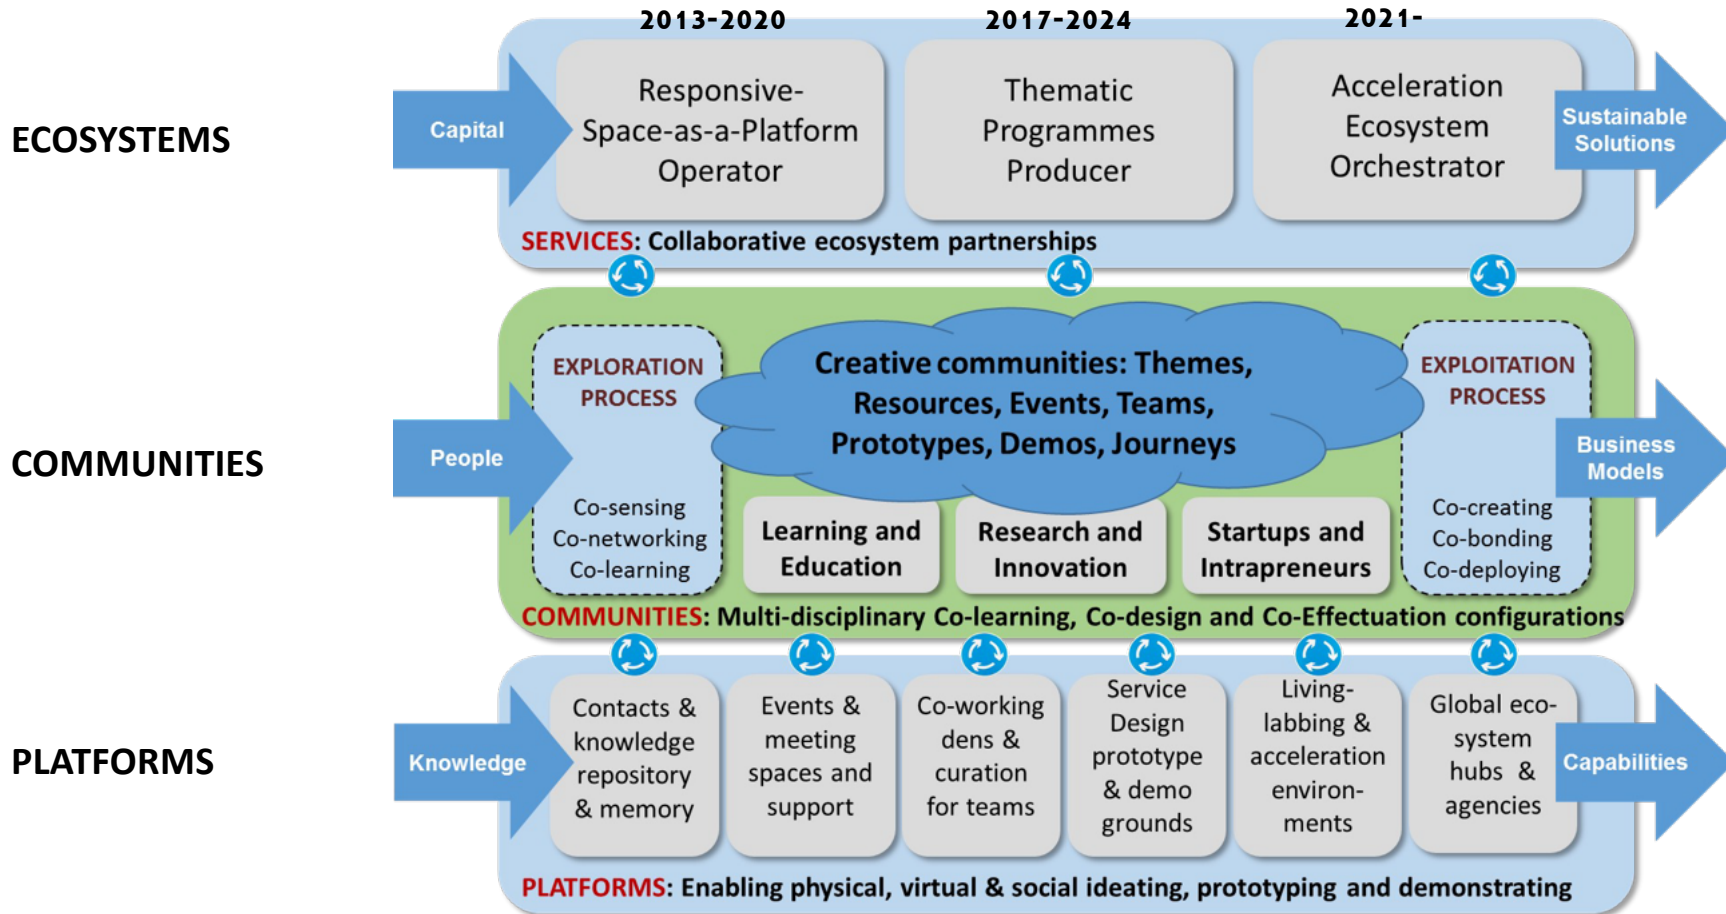 2013-2020
2017-2024
2021-
ECOSYSTEMS
Capital
Responsive-
Space-as-a-Platform
Operator
Thematic
Programmes
Producer
Acceleration
Ecosystem
Orchestrator
Sustainable
Solutions
SERVICES: Collaborative ecosystem partnerships
COMMUNITIES
People
EXPLORATION
PROCESS
Co-sensing
Co-networking
Co-learning
Creative communities: Themes,
Resources, Events, Teams,
Prototypes, Demos, Journeys
Learning and
Education
Research and
Innovation
Startups and
Intrapreneurs
EXPLOITATION
PROCESS
Co-creating
Co-bonding
Co-deploying
Business
Models
COMMUNITIES: Multi-disciplinary Co-learning, Co-design and Co-Effectuation configurations
PLATFORMS
Knowledge
Contacts &
knowledge
repository
& memory
Events &
meeting
spaces and
support
Co-working
dens &
curation
for teams
Service
Design
prototype
& demo
grounds
Living-
labbing &
acceleration
environ-
ments
Global eco-
system
hubs &
agencies
Capabilities
PLATFORMS: Enabling physical, virtual & social ideating, prototyping and demonstrating